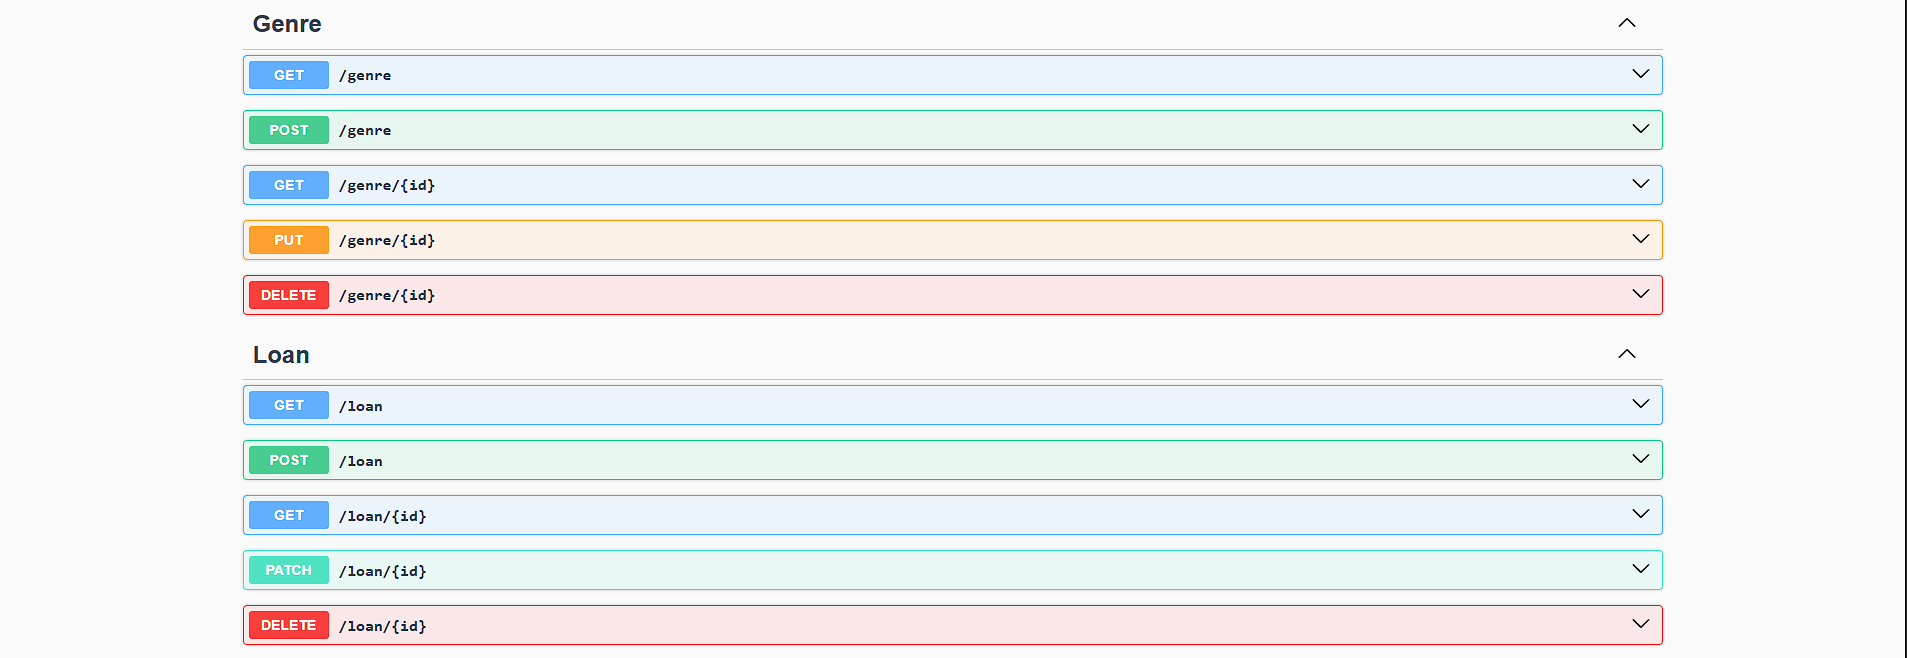 Genre
GET /genre
POST /genre
GET /genre/{id}
PUT /genre/{id}
DELETE /genre/{id}
Loan
GET /loan
POST /loan
GET /loan/{id}
PATCH /loan/{id}
DELETE /loan/{id}